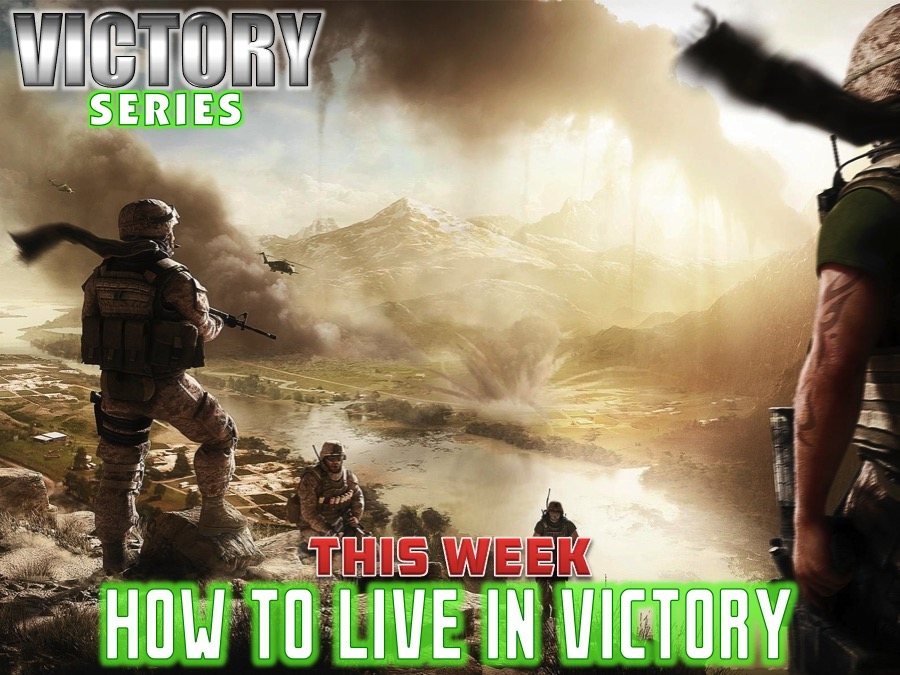 VICTORY
SERIES
THIS WEEK
HOW TO LIVE IN VICTORY